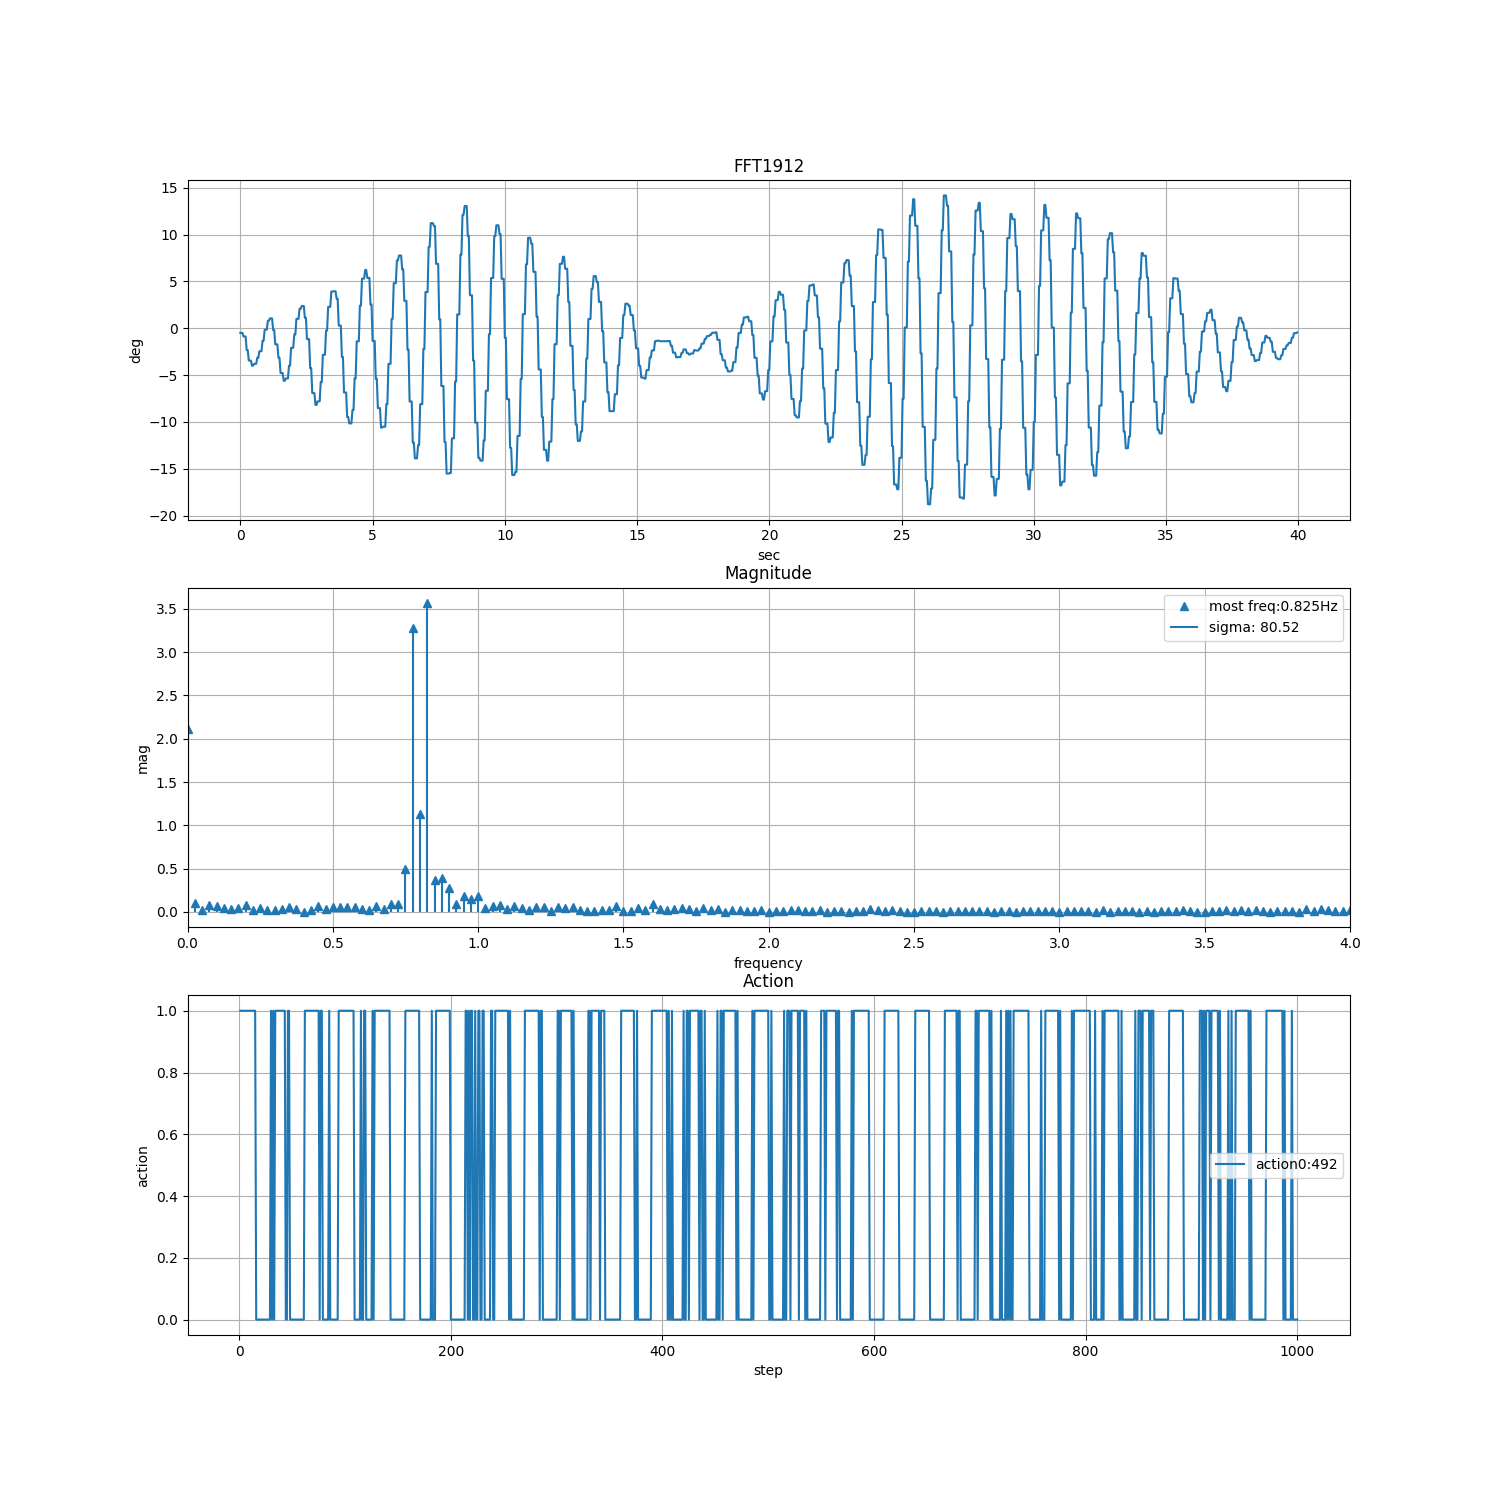 FFT1912
15
10
5
0
−5
−10
−15
−20
deg
0 5 10 15 20 25 30 35 40
sec
Magnitude
3.5
3.0
2.5
2.0
1.5
1.0
0.5
0.0
mag
most freq:0.825Hz
sigma: 80.52
0.0 0.5 1.0 1.5 2.0 2.5 3.0 3.5 4.0
frequency
Action
1.0
0.8
0.6
0.4
0.2
0.0
action
action0:492
0 200 400 600 800 1000
step